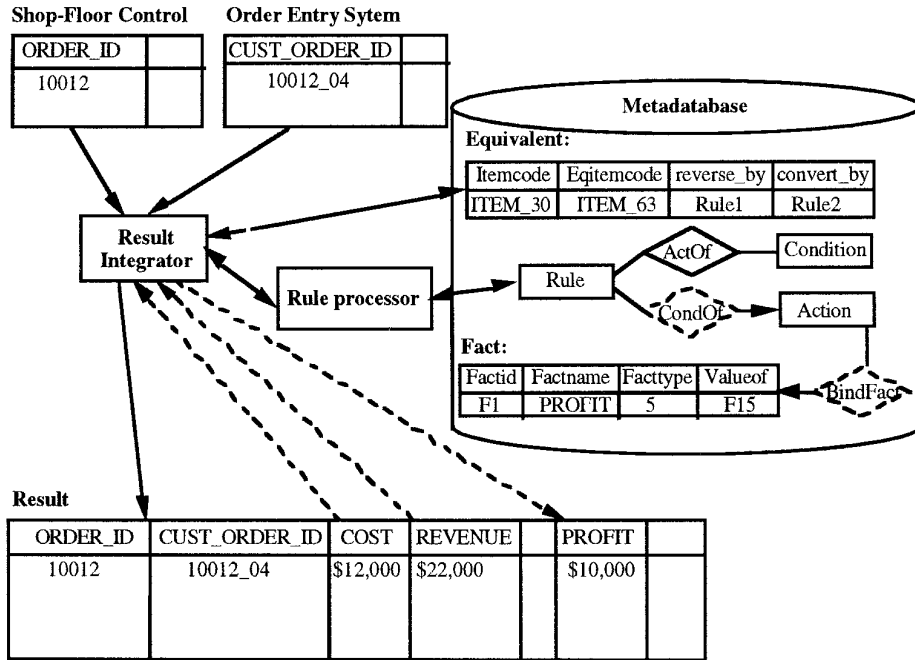 Shop-Floor Control
Order Entry Sytem
ORDER_ID
CUST_ORDER_ID
10012
10012_04
Metadatabase
Equivalent:
Itemcode Eqitemcode reverse_by convert_by
ITEM_30 ITEM_63 Rule1 Rule2
Result
Integrator
ActOf
Condition
Rule processor
Rule
CondOf
Action
Fact:
Factid Factname Facttype Valueof
F1 PROFIT 5 F15
BindFact
Result
ORDER_ID CUST_ORDER_ID COST REVENUE PROFIT
10012 10012_04 $12,000 $22,000 $10,000